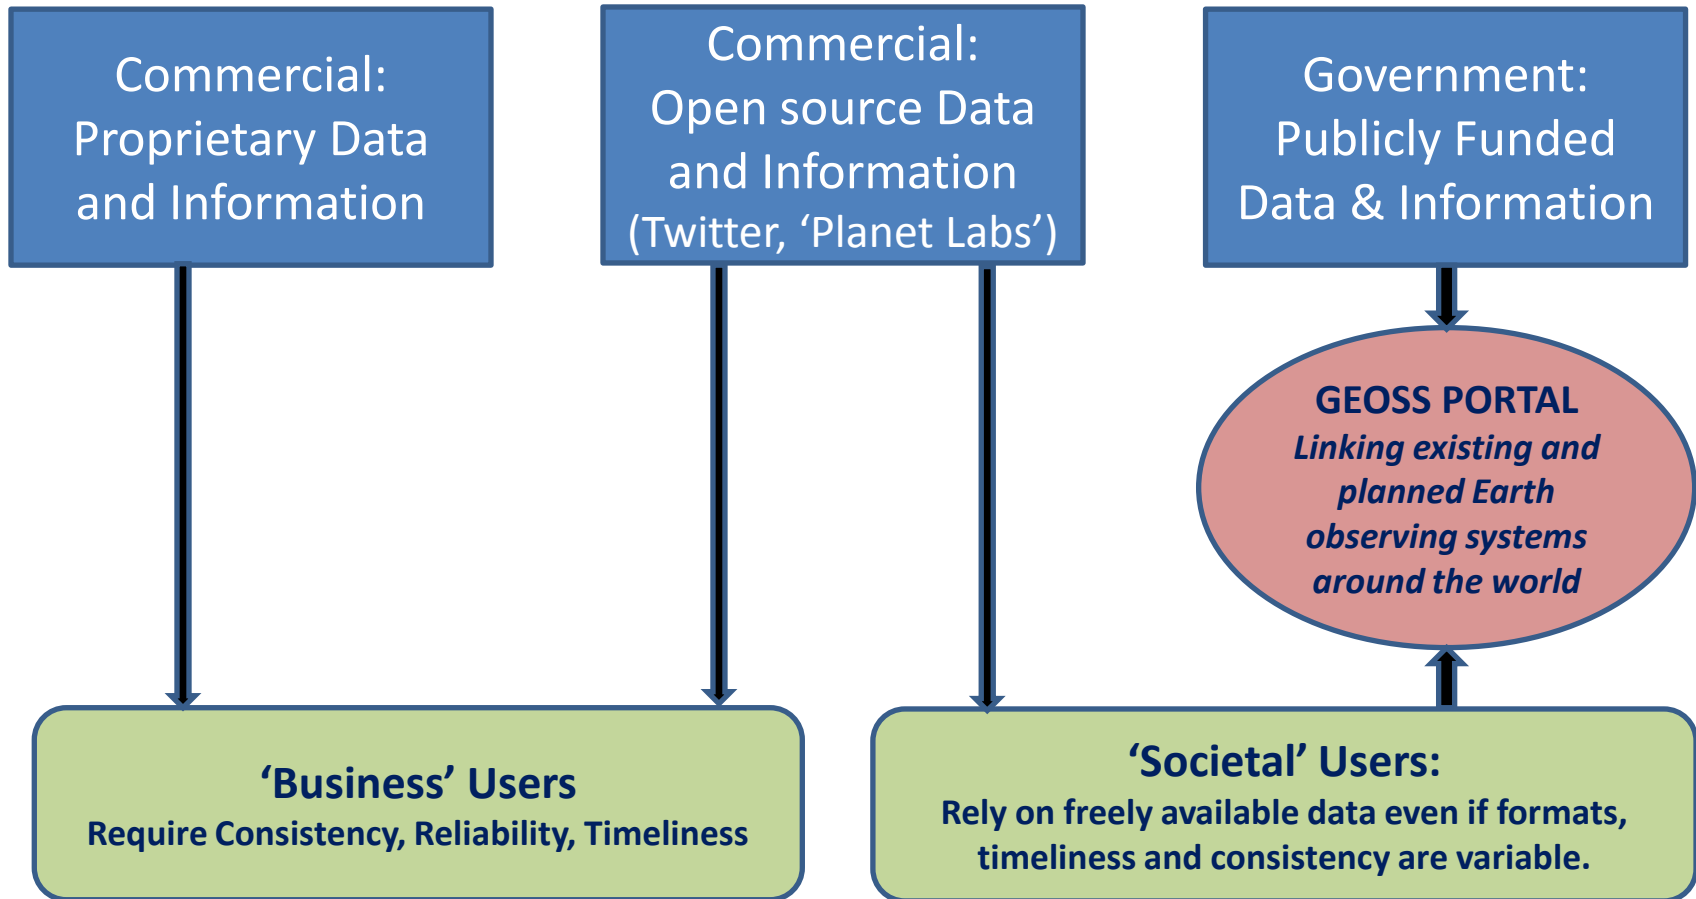 Commercial:
Proprietary Data
and Information
Commercial:
Open source Data
and Information
(Twitter, ‘Planet Labs’)
Government:
Publicly Funded
Data & Information
GEOSS PORTAL
Linking existing and
planned Earth
observing systems
around the world
‘Business’ Users
Require Consistency, Reliability, Timeliness
‘Societal’ Users:
Rely on freely available data even if formats,
timeliness and consistency are variable.